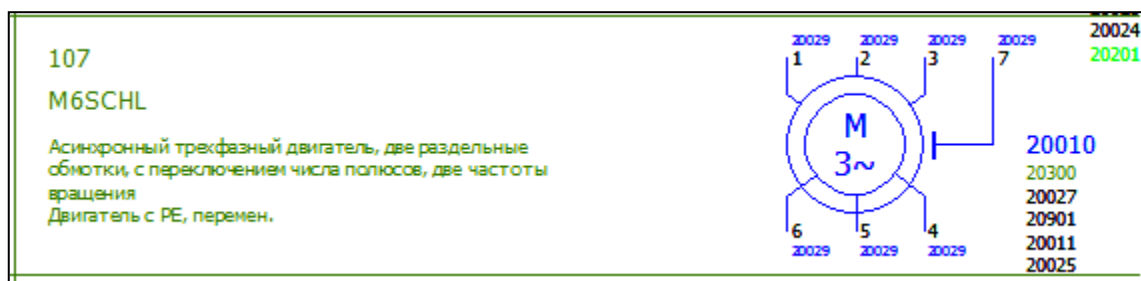 20024
20201
107
M6SCHL
Асинхронный трехфазный двигатель, две раздельные
обмотки, с переключением числа полюсов, две частоты
вращения
Двигатель с PE, перемен.
20029 20029 20029 20029
1 2 3 7
M
3~
6 5 4
20029 20029 20029
20010
20300
20027
20901
20011
20025